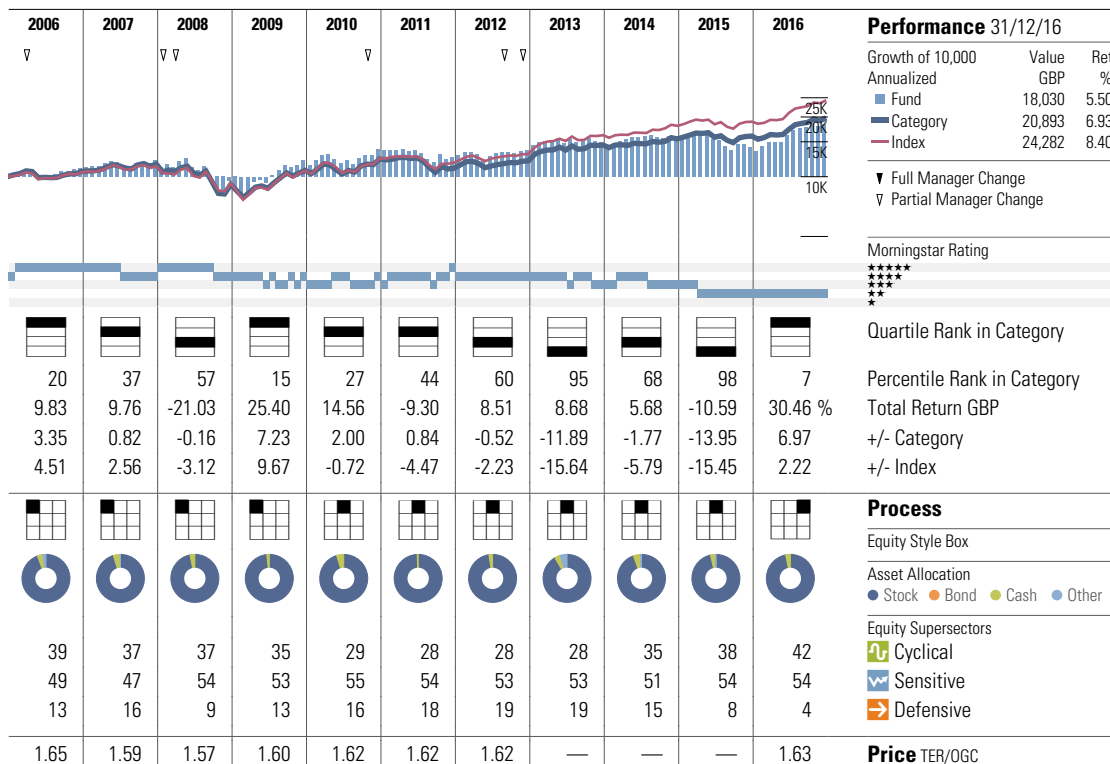 2006 2007 2008 2009 2010 2011 2012 2013 2014 2015 2016
Performance 31/12/16
Growth of 10,000 Value Ret
Annualized GBP %
Fund 18,030 5.50
Category 20,893 6.93
Index 24,282 8.40
25K
20K
15K
10K
Full Manager Change
Partial Manager Change
Morningstar Rating
★★★★★
★★★★
★★★
★★
★
Quartile Rank in Category
20 37 57 15 27 44 60 95 68 98 7 Percentile Rank in Category
9.83 9.76 -21.03 25.40 14.56 -9.30 8.51 8.68 5.68 -10.59 30.46 % Total Return GBP
3.35 0.82 -0.16 7.23 2.00 0.84 -0.52 -11.89 -1.77 -13.95 6.97 +/- Category
4.51 2.56 -3.12 9.67 -0.72 -4.47 -2.23 -15.64 -5.79 -15.45 2.22 +/- Index
Process
Equity Style Box
Asset Allocation
Stock Bond Cash Other
Equity Supersectors
39 37 37 35 29 28 28 28 35 38 42 Cyclical
49 47 54 53 55 54 53 53 51 54 54 Sensitive
13 16 9 13 16 18 19 19 15 8 4 Defensive
1.65 1.59 1.57 1.60 1.62 1.62 1.62 — — — 1.63 Price TER/OGC